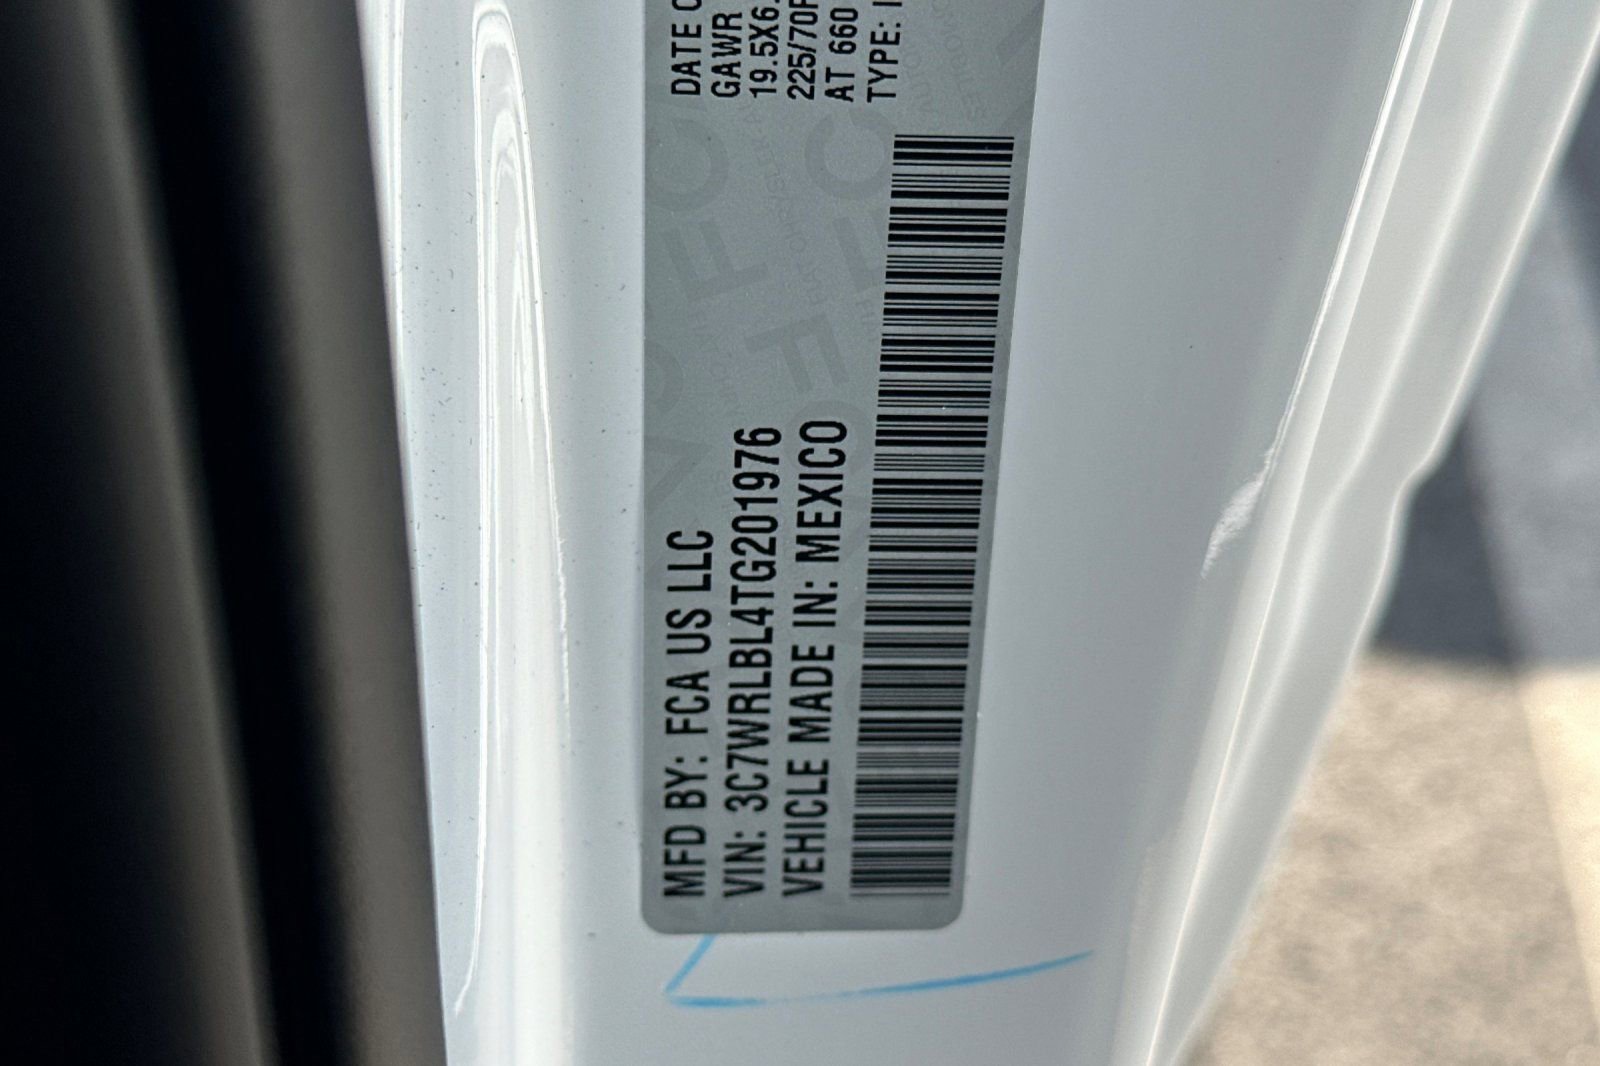 MFD BY: FCA US LLC
VIN: 3C7WRLBL4TG201976
VEHICLE MADE IN: MEXICO
DATE O
GAWR
19.5X6.
225/70R
AT 660
TYPE: